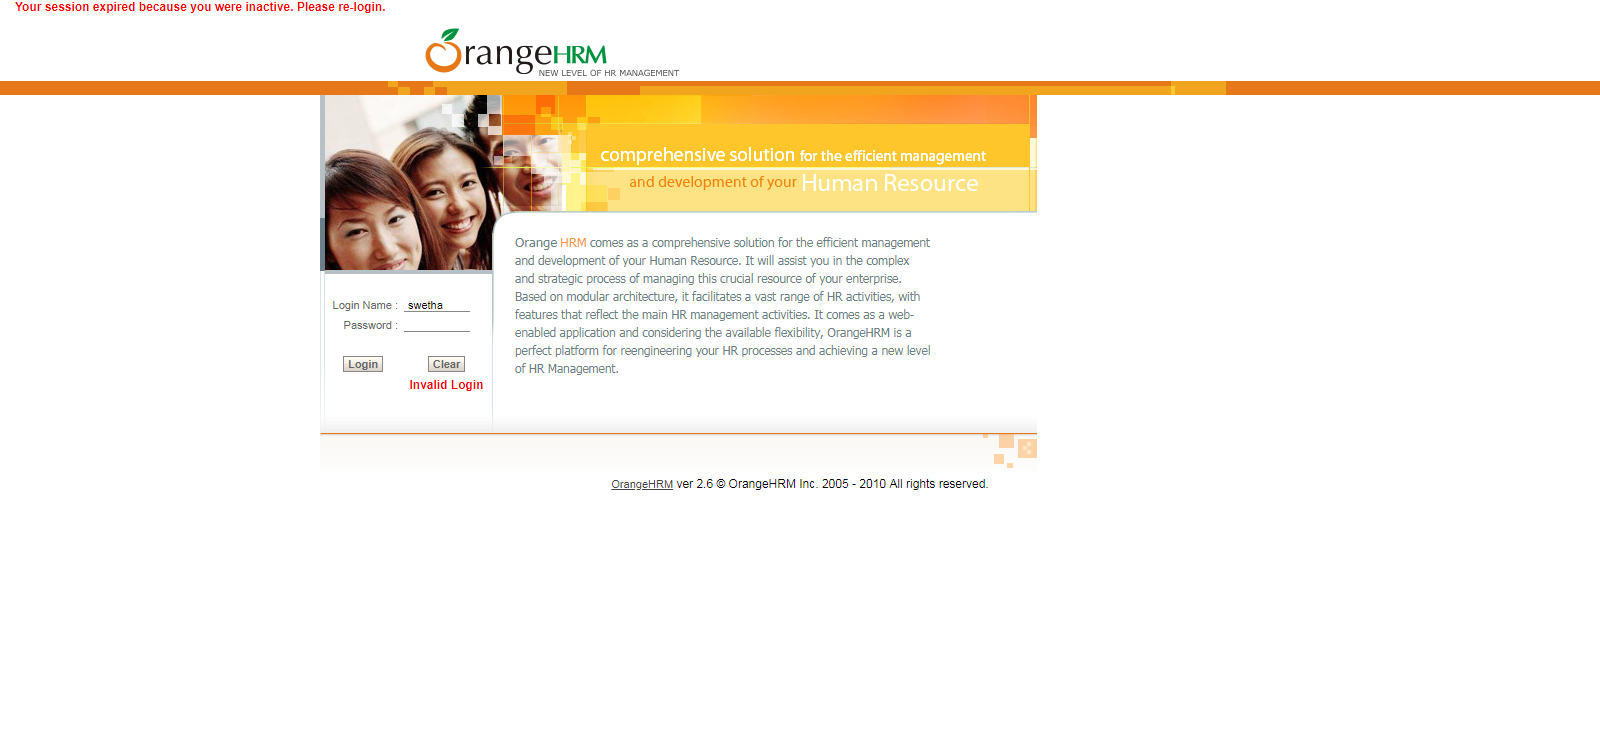 Your session expired because you were inactive. Please re-login.
OrangeHRM
NEW LEVEL OF HR MANAGEMENT
comprehensive solution for the efficient management
and development of your Human Resource
Orange HRM comes as a comprehensive solution for the efficient management
and development of your Human Resource. It will assist you in the complex
and strategic process of managing this crucial resource of your enterprise.
Based on modular architecture, it facilitates a vast range of HR activities, with
features that reflect the main HR management activities. It comes as a web-
enabled application and considering the available flexibility, OrangeHRM is a
perfect platform for reengineering your HR processes and achieving a new level
of HR Management.
Login Name : swetha
Password :
Login Clear
Invalid Login
OrangeHRM ver 2.6 © OrangeHRM Inc. 2005 - 2010 All rights reserved.